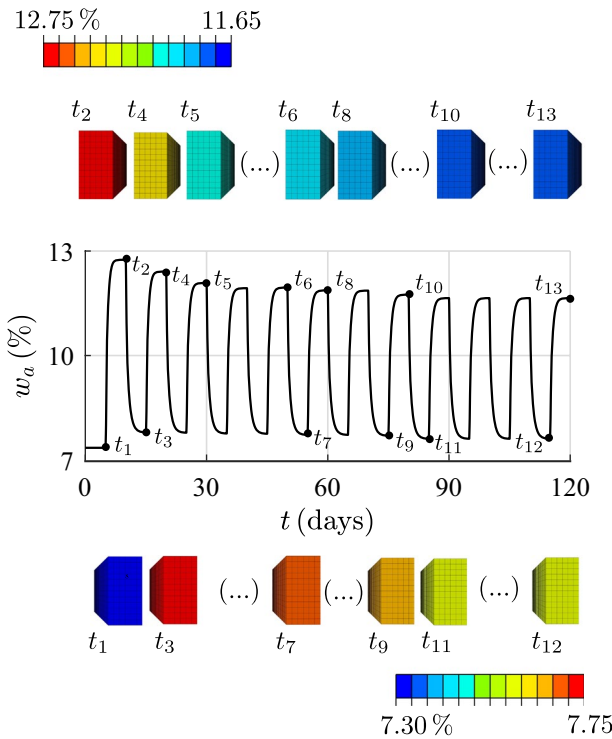 12.75 % 11.65
t2 t4 t5 t6 t8 t10 t13
(...) (...) (...)
13
t2 t4 t5 t6 t8 t10 t13
10
wa (%)
t1 t3 t7 t9 t11 t12
7
0 30 60 90 120
t (days)
(...) (...) (...)
t1 t3 t7 t9 t11 t12
7.30 % 7.75